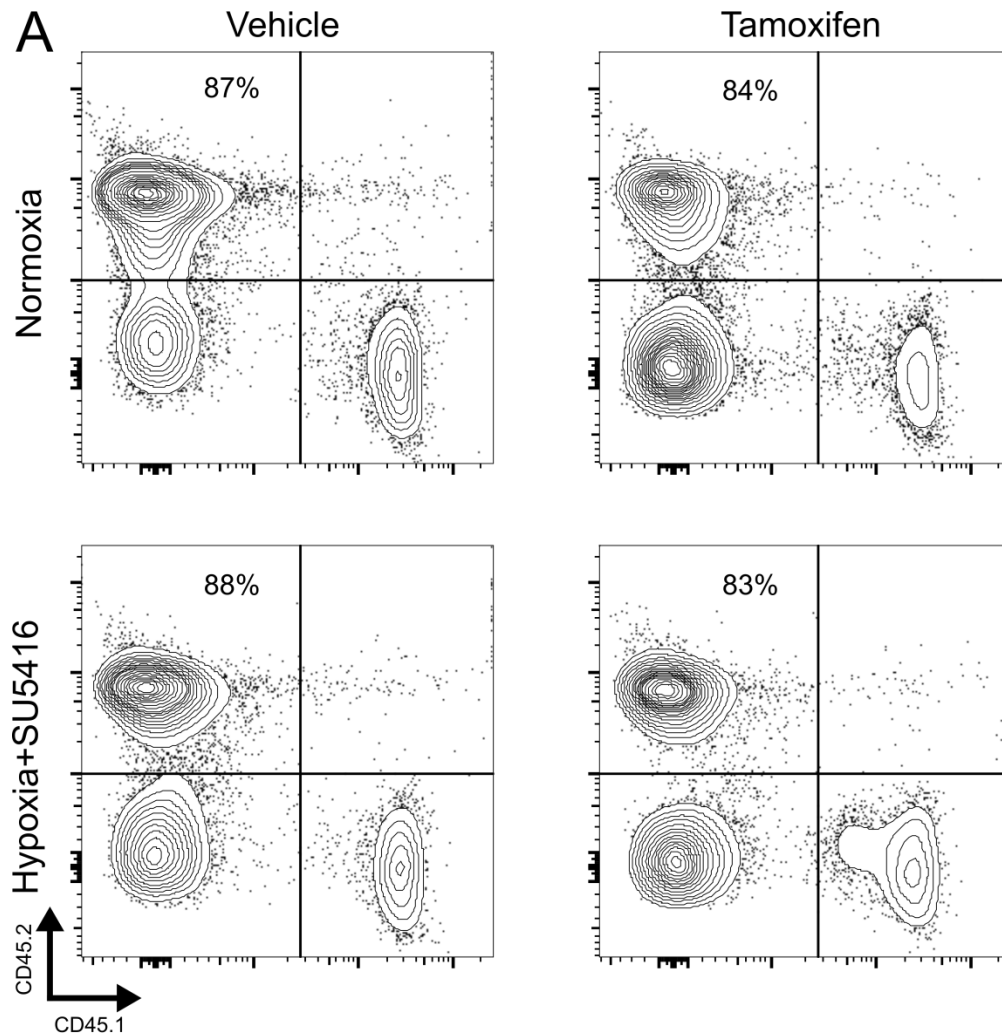 A
Vehicle
Tamoxifen
Normoxia
87%
84%
Hypoxia+SU5416
88%
83%
CD45.2
CD45.1